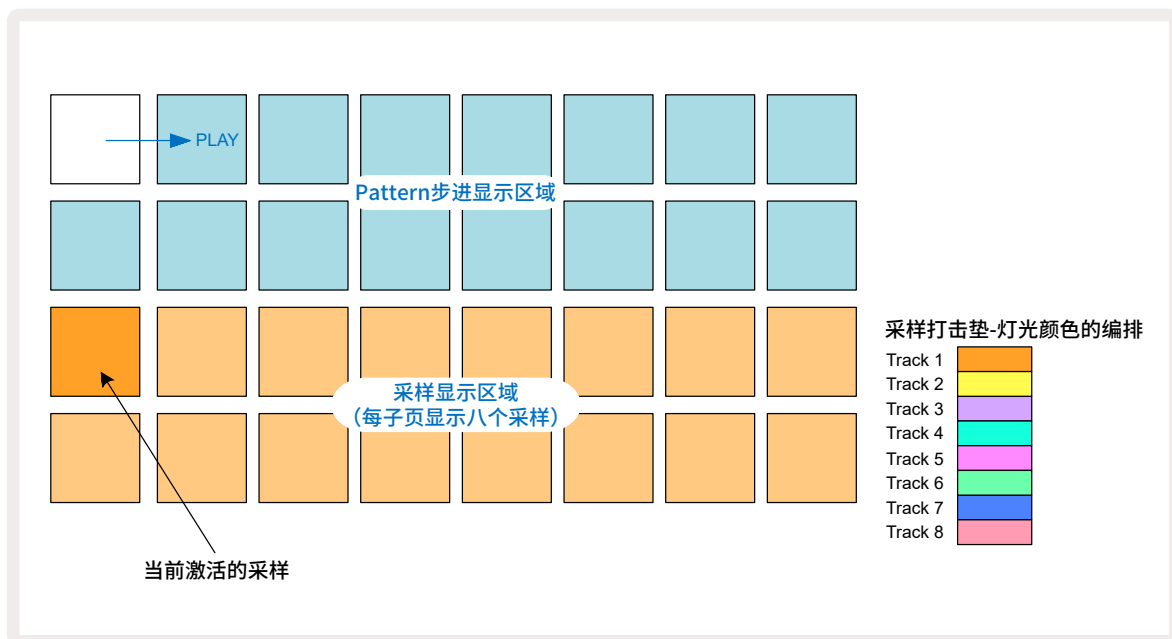 PLAY
Pattern步进显示区域
采样显示区域
（每子页显示八个采样）
当前激活的采样
采样打击垫-灯光颜色的编排
Track 1
Track 2
Track 3
Track 4
Track 5
Track 6
Track 7
Track 8